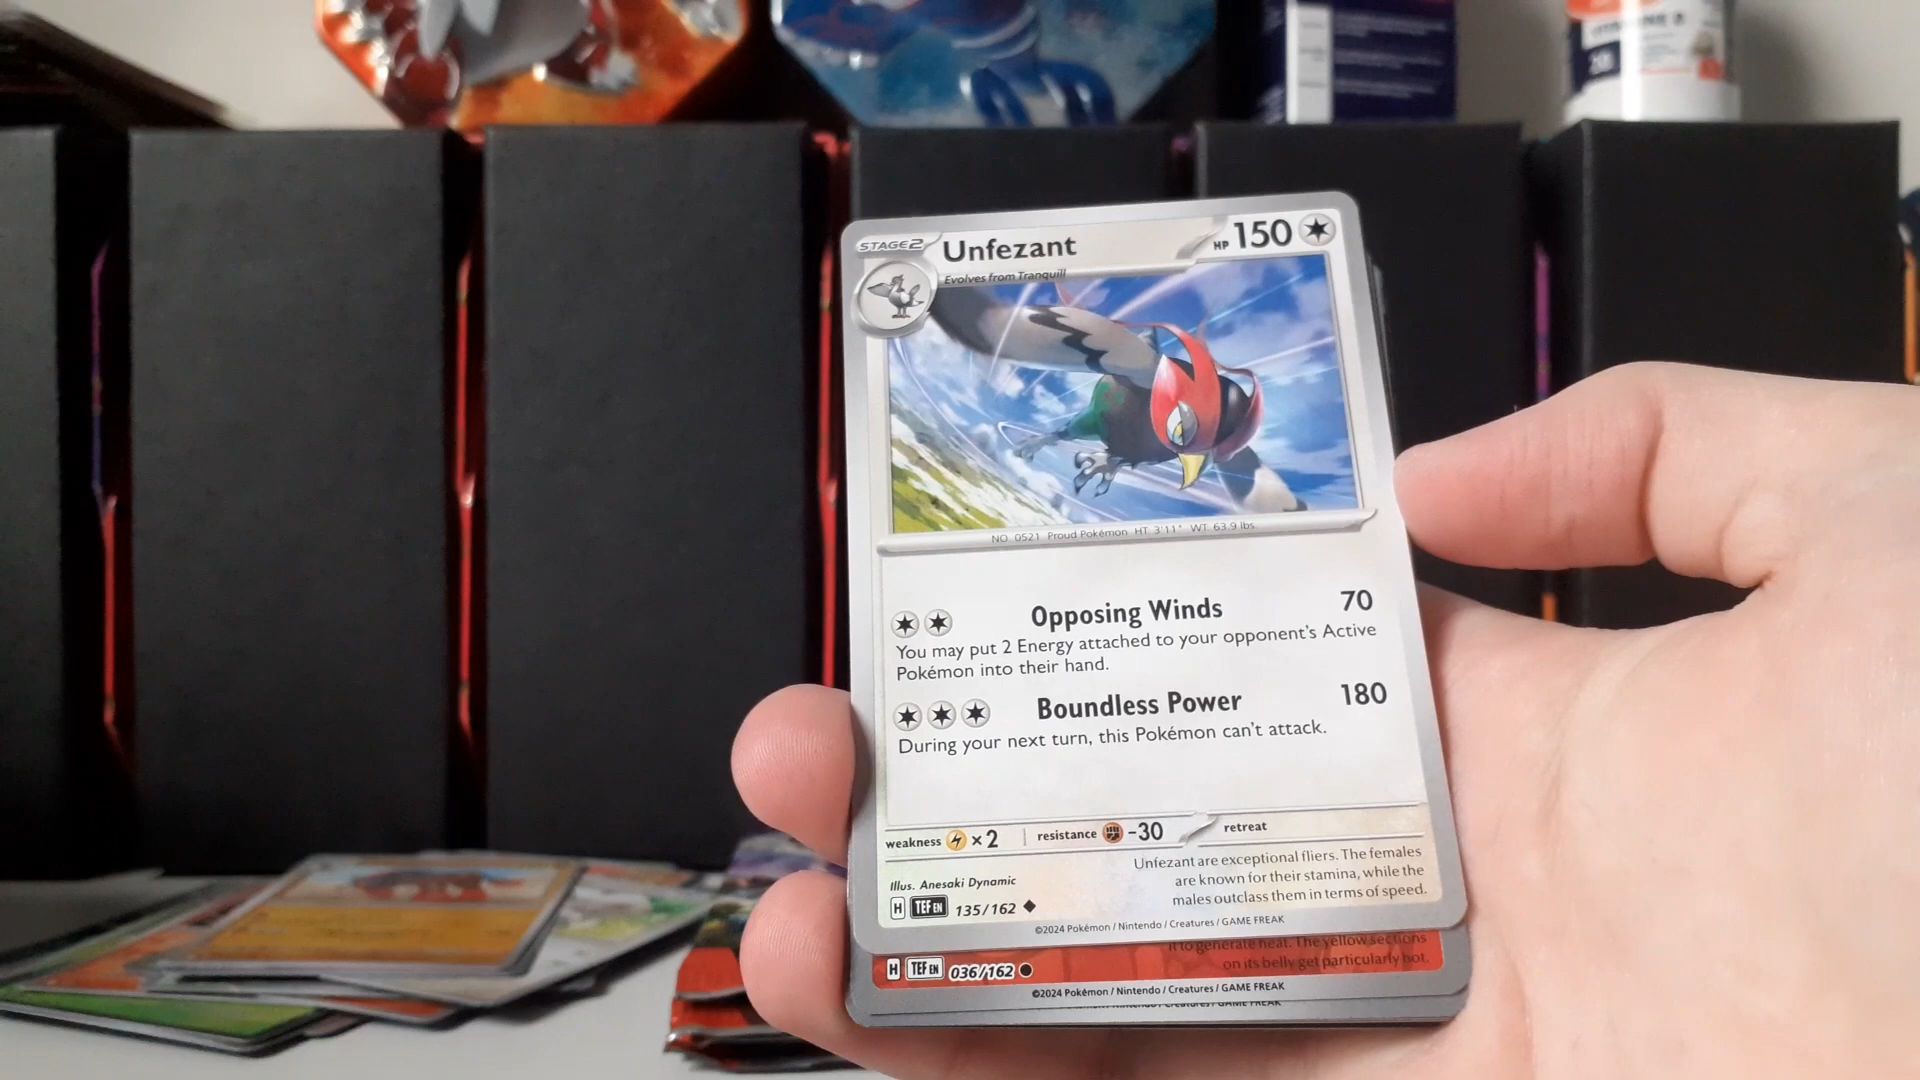 STAGE2 Unfezant HP 150
Evolves from Tranquill
NO. 0521 Proud Pokémon HT: 3'11" WT: 63.9 lbs.
Opposing Winds 70
You may put 2 Energy attached to your opponent's Active
Pokémon into their hand.
Boundless Power 180
During your next turn, this Pokémon can't attack.
weakness ×2 resistance -30 retreat
Unfezant are exceptional fliers. The females
are known for their stamina, while the
males outclass them in terms of speed.
Illus. Anesaki Dynamic
H TEF EN 135/162
©2024 Pokémon / Nintendo / Creatures / GAME FREAK
it to generate heat. The yellow sections
on its belly get particularly hot.
H TEF EN 036/162
©2024 Pokémon / Nintendo / Creatures / GAME FREAK